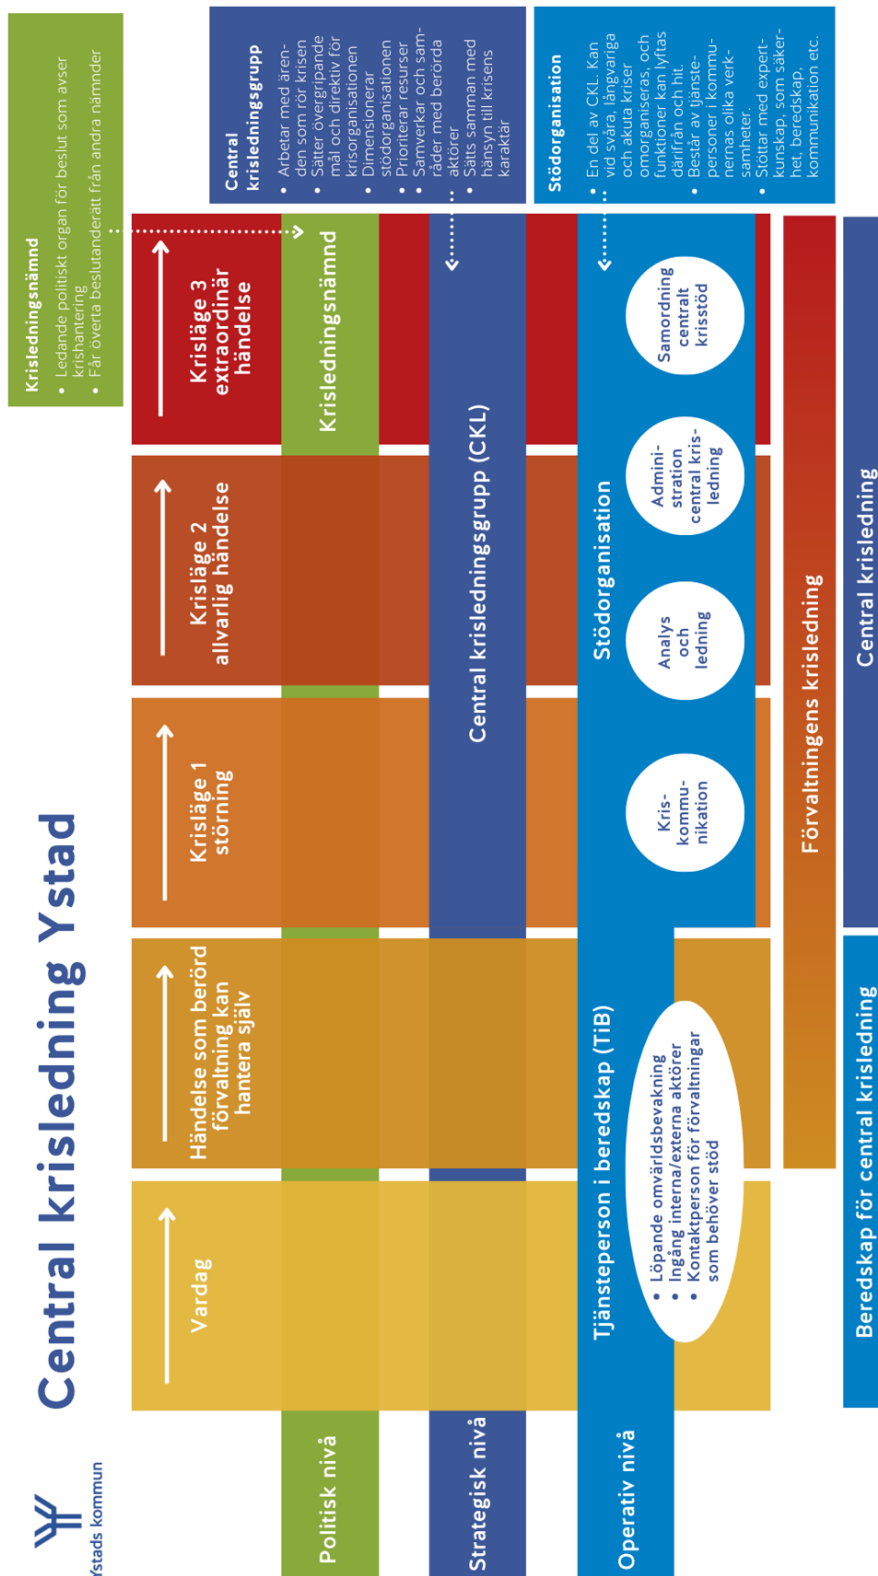 Ystads kommun
Central krisledning Ystad
Krisledningsnämnd
• Ledande politiskt organ för beslut som avser
krishantering
• Får överta beslutanderätt från andra nämnder
Vardag
Händelse som berörd
förvaltning kan
hantera själv
Krisläge 1
störning
Krisläge 2
allvarlig händelse
Krisläge 3
extraordinär
händelse
Central
krisledningsgrupp
• Arbetar med ären-
den som rör krisen
• Sätter övergripande
mål och direktiv för
krisorganisationen
• Dimensionerar
stödorganisationen
• Prioriterar resurser
• Samverkar och sam-
råder med berörda
aktörer
• Sätts samman med
hänsyn till krisens
karaktär
Politisk nivå
Krisledningsnämnd
Strategisk nivå
Central krisledningsgrupp (CKL)
Operativ nivå
Tjänsteperson i beredskap (TiB)
• Löpande omvärldsbevakning
• Ingång interna/externa aktörer
• Kontaktperson för förvaltningar
som behöver stöd
Stödorganisation
Kris-
kommu-
nikation
Analys
och
ledning
Admini-
stration
central kris-
ledning
Samordning
centralt
krisstöd
Stödorganisation
• En del av CKL. Kan
vid svåra, långvariga
och akuta kriser
omorganiseras, och
funktioner kan lyftas
därifrån och hit.
• Består av tjänste-
personer i kommu-
nernas olika verk-
samheter.
• Stöttar med expert-
kunskap, som säker-
het, beredskap,
kommunikation etc.
Förvaltningens krisledning
Beredskap för central krisledning
Central krisledning